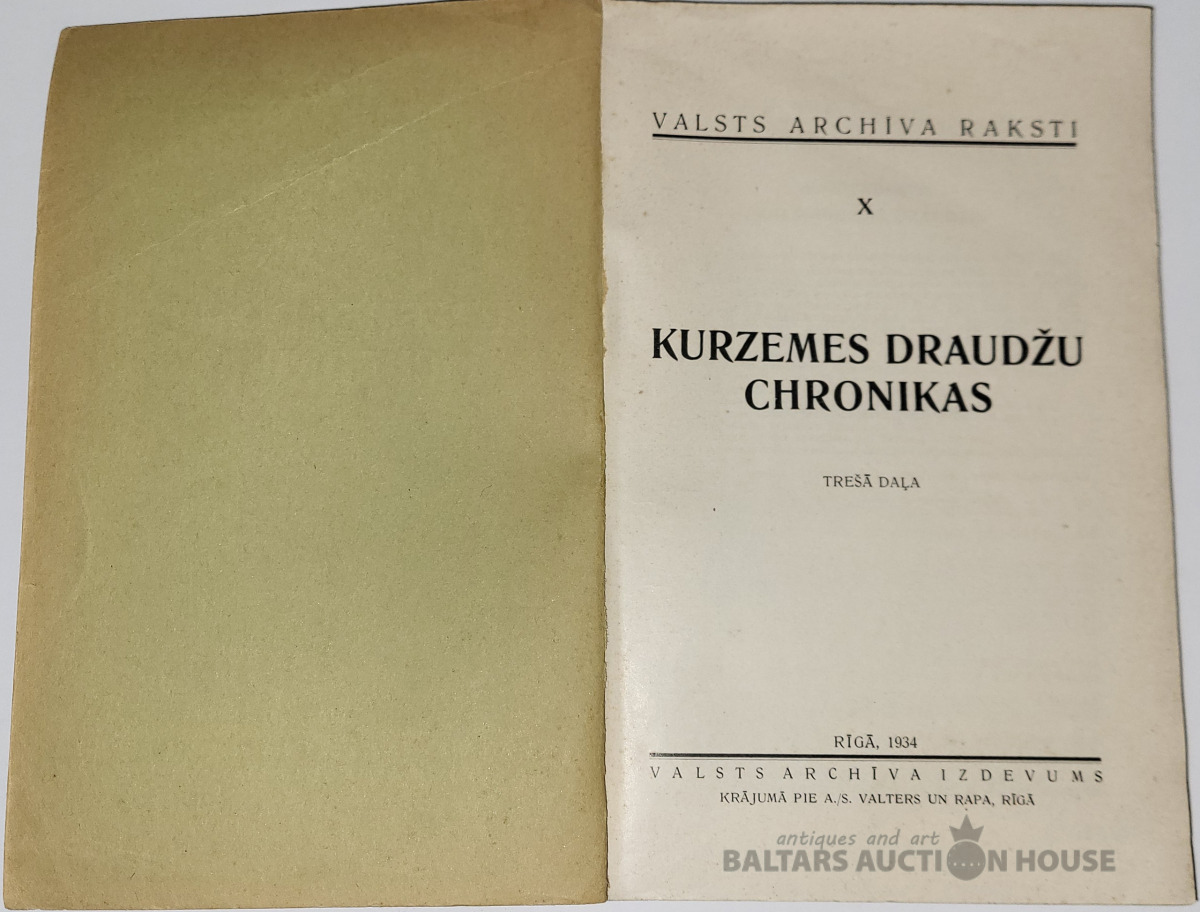 VALSTS ARCHĪVA RAKSTI
X
KURZEMES DRAUDŽU
CHRONIKAS
TREŠĀ DAĻA
RĪGĀ, 1934
VALSTS ARCHĪVA IZDEVUMS
KRĀJUMĀ PIE A./S. VALTERS UN RAPA, RĪGĀ
antiques and art
BALTARS AUCTION HOUSE